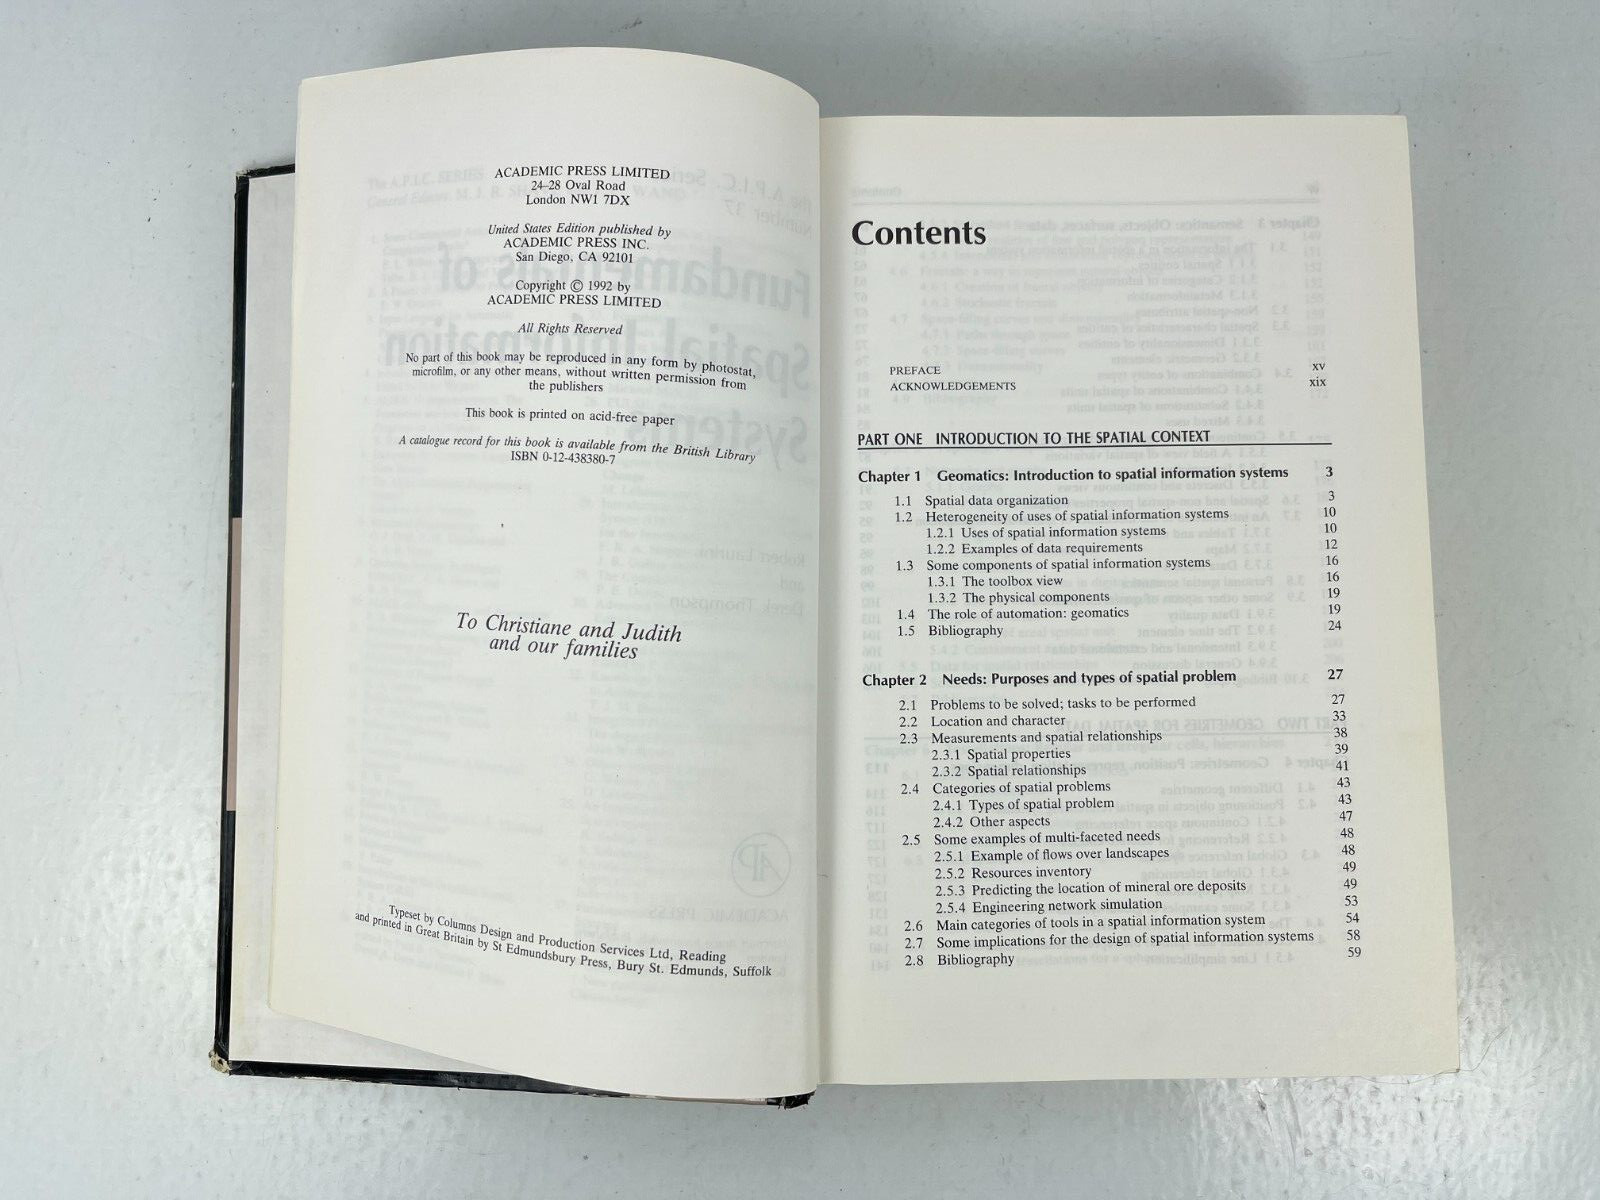 ACADEMIC PRESS LIMITED
24–28 Oval Road
London NW1 7DX
United States Edition published by
ACADEMIC PRESS INC.
San Diego, CA 92101
Copyright © 1992 by
ACADEMIC PRESS LIMITED
All Rights Reserved
No part of this book may be reproduced in any form by photostat,
microfilm, or any other means, without written permission from
the publishers
This book is printed on acid-free paper
A catalogue record for this book is available from the British Library
ISBN 0-12-438380-7
To Christiane and Judith
and our families
Typeset by Columns Design and Production Services Ltd, Reading
and printed in Great Britain by St Edmundsbury Press, Bury St. Edmunds, Suffolk
Contents
PREFACE xv
ACKNOWLEDGEMENTS xix
PART ONE INTRODUCTION TO THE SPATIAL CONTEXT
Chapter 1 Geomatics: Introduction to spatial information systems 3
1.1 Spatial data organization 3
1.2 Heterogeneity of uses of spatial information systems 10
1.2.1 Uses of spatial information systems 10
1.2.2 Examples of data requirements 12
1.3 Some components of spatial information systems 16
1.3.1 The toolbox view 16
1.3.2 The physical components 19
1.4 The role of automation: geomatics 19
1.5 Bibliography 24
Chapter 2 Needs: Purposes and types of spatial problem 27
2.1 Problems to be solved; tasks to be performed 27
2.2 Location and character 33
2.3 Measurements and spatial relationships 38
2.3.1 Spatial properties 39
2.3.2 Spatial relationships 41
2.4 Categories of spatial problems 43
2.4.1 Types of spatial problem 43
2.4.2 Other aspects 47
2.5 Some examples of multi-faceted needs 48
2.5.1 Example of flows over landscapes 48
2.5.2 Resources inventory 49
2.5.3 Predicting the location of mineral ore deposits 49
2.5.4 Engineering network simulation 53
2.6 Main categories of tools in a spatial information system 54
2.7 Some implications for the design of spatial information systems 58
2.8 Bibliography 59